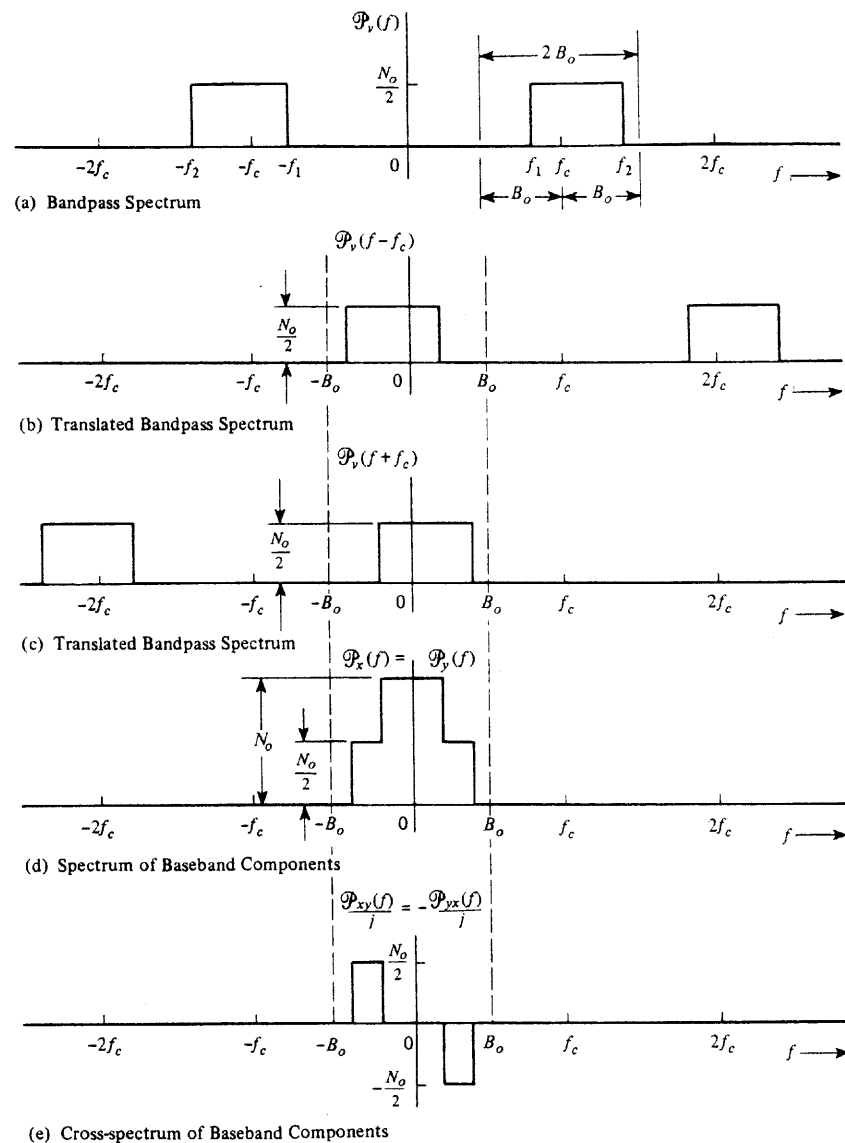 𝒫v(f)
2 Bo
No/2
-2fc -f2 -fc -f1 0 f1 fc f2 2fc f
Bo Bo
(a) Bandpass Spectrum
𝒫v(f−fc)
No/2
-2fc -fc -Bo 0 Bo fc 2fc f
(b) Translated Bandpass Spectrum
𝒫v(f+fc)
No/2
-2fc -fc -Bo 0 Bo fc 2fc f
(c) Translated Bandpass Spectrum
𝒫x(f) = 𝒫y(f)
No
No/2
-2fc -fc -Bo 0 Bo fc 2fc f
(d) Spectrum of Baseband Components
𝒫xy(f)/j = -𝒫yx(f)/j
No/2
-2fc -fc -Bo 0 Bo fc 2fc f
-No/2
(e) Cross-spectrum of Baseband Components